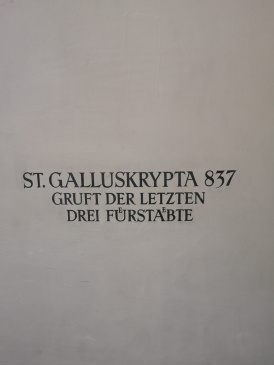 ST. GALLUSKRYPTA 837
GRUFT DER LETZTEN
DREI FÜRSTÄBTE